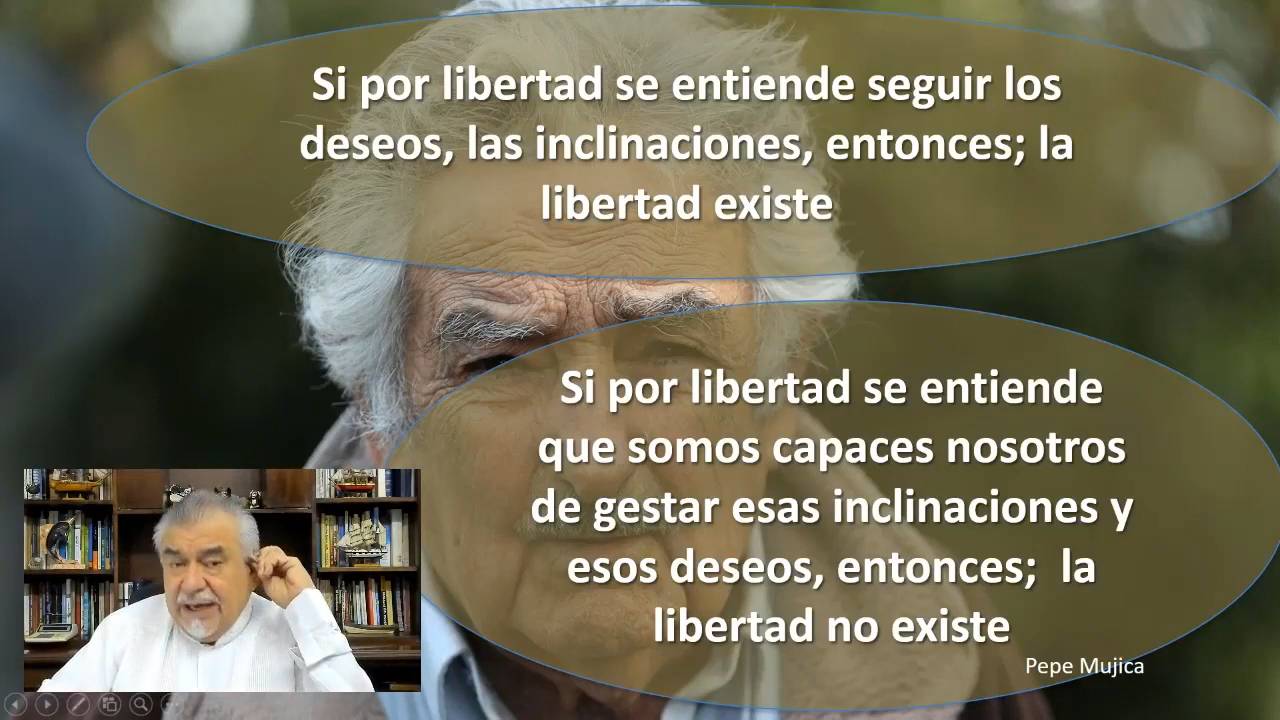 Si por libertad se entiende seguir los
deseos, las inclinaciones, entonces; la
libertad existe
Si por libertad se entiende
que somos capaces nosotros
de gestar esas inclinaciones y
esos deseos, entonces;  la
libertad no existe
Pepe Mujica